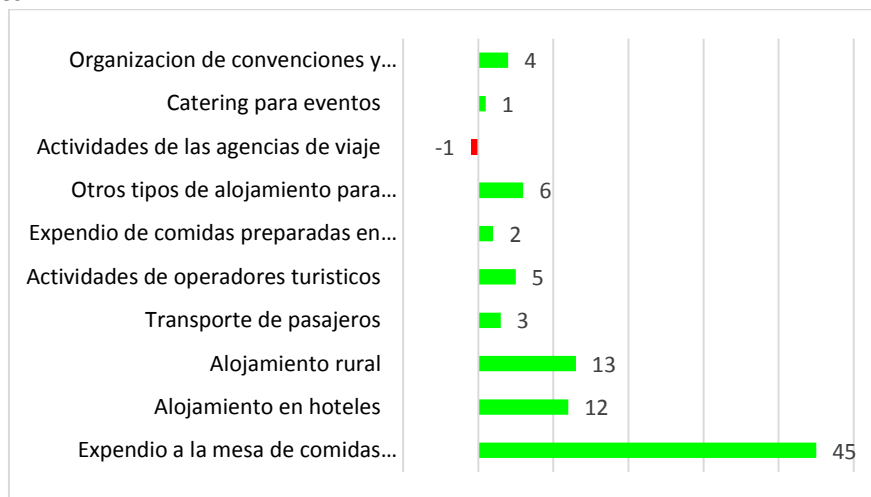 Organizacion de convenciones y... 4
Catering para eventos 1
Actividades de las agencias de viaje -1
Otros tipos de alojamiento para... 6
Expendio de comidas preparadas en... 2
Actividades de operadores turisticos 5
Transporte de pasajeros 3
Alojamiento rural 13
Alojamiento en hoteles 12
Expendio a la mesa de comidas... 45